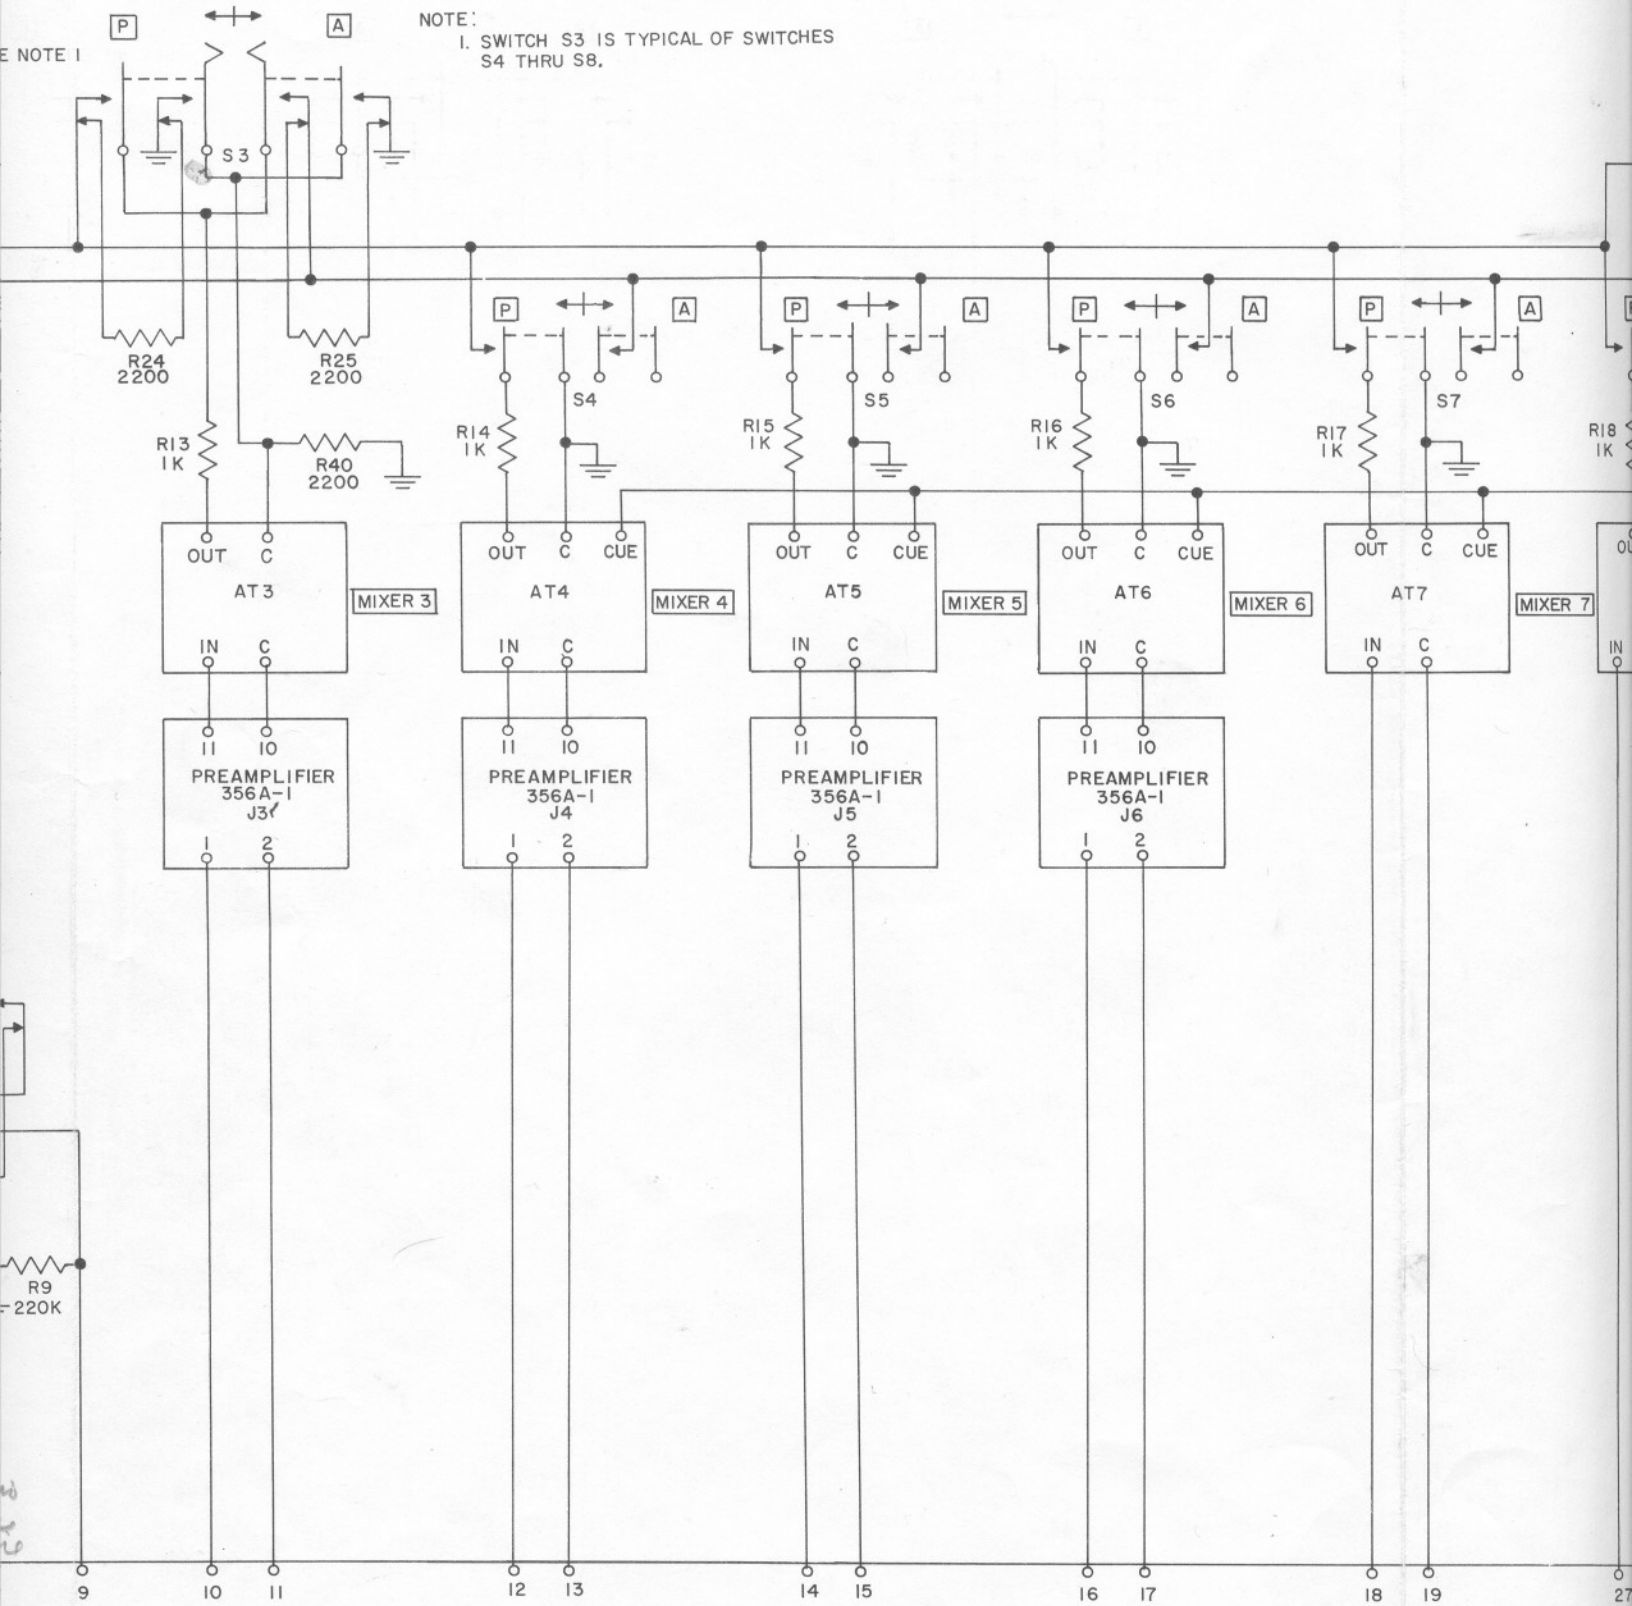 P
A
NOTE:
1. SWITCH S3 IS TYPICAL OF SWITCHES
S4 THRU S8.
E NOTE 1
S3
P
A
P
A
P
A
P
A
R24
2200
R25
2200
S4
S5
S6
S7
R13
1K
R40
2200
R14
1K
R15
1K
R16
1K
R17
1K
R18
1K
OUT C
AT3
IN C
MIXER 3
OUT C CUE
AT4
IN C
MIXER 4
OUT C CUE
AT5
IN C
MIXER 5
OUT C CUE
AT6
IN C
MIXER 6
OUT C CUE
AT7
IN C
MIXER 7
OU
IN
11 10
PREAMPLIFIER
356A-1
J3
1 2
11 10
PREAMPLIFIER
356A-1
J4
1 2
11 10
PREAMPLIFIER
356A-1
J5
1 2
11 10
PREAMPLIFIER
356A-1
J6
1 2
R9
220K
9 10 11 12 13 14 15 16 17 18 19 27